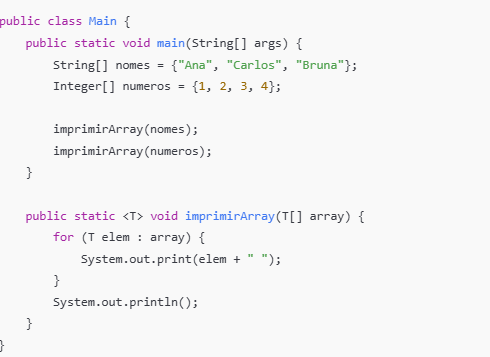 public class Main {
    public static void main(String[] args) {
        String[] nomes = {"Ana", "Carlos", "Bruna"};
        Integer[] numeros = {1, 2, 3, 4};

        imprimirArray(nomes);
        imprimirArray(numeros);
    }

    public static <T> void imprimirArray(T[] array) {
        for (T elem : array) {
            System.out.print(elem + " ");
        }
        System.out.println();
    }
}